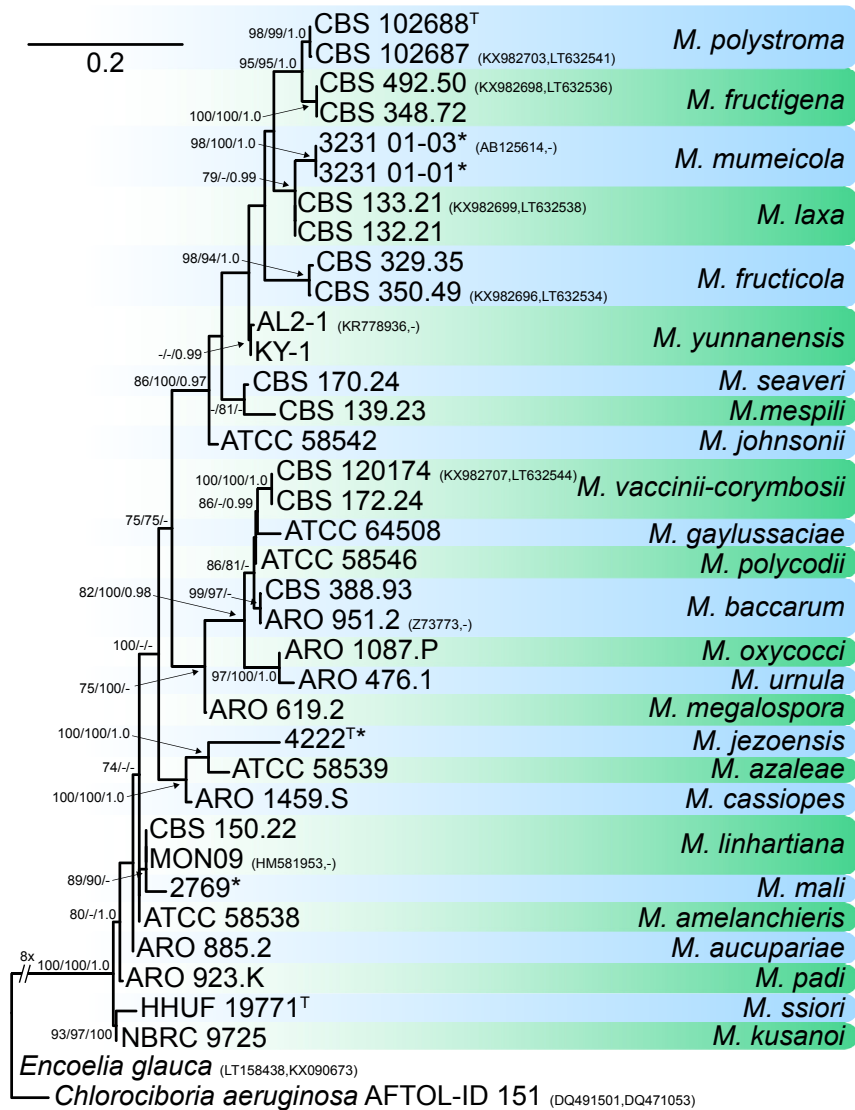 98/99/1.0
CBS 102688T
M. polystroma
0.2
CBS 102687 (KX982703,LT632541)
95/95/1.0
CBS 492.50 (KX982698,LT632536)
M. fructigena
100/100/1.0
CBS 348.72
98/100/1.0
3231 01-03* (AB125614,-)
M. mumeicola
3231 01-01*
79/-/0.99
CBS 133.21 (KX982699,LT632538)
M. laxa
CBS 132.21
98/94/1.0
CBS 329.35
M. fructicola
CBS 350.49 (KX982696,LT632534)
AL2-1 (KR778936,-)
M. yunnanensis
-/-/0.99
KY-1
86/100/0.97
CBS 170.24
M. seaveri
-/81/-
CBS 139.23
M.mespili
ATCC 58542
M. johnsonii
100/100/1.0
CBS 120174 (KX982707,LT632544)
M. vaccinii-corymbosii
86/-/0.99
CBS 172.24
75/75/-
ATCC 64508
M. gaylussaciae
86/81/-
ATCC 58546
M. polycodii
82/100/0.98
99/97/-
CBS 388.93
M. baccarum
ARO 951.2 (Z73773,-)
100/-/-
ARO 1087.P
M. oxycocci
75/100/-
97/100/1.0
ARO 476.1
M. urnula
ARO 619.2
M. megalospora
100/100/1.0
4222T*
M. jezoensis
74/-/-
ATCC 58539
M. azaleae
100/100/1.0
ARO 1459.S
M. cassiopes
CBS 150.22
M. linhartiana
MON09 (HM581953,-)
89/90/-
2769*
M. mali
80/-/1.0
ATCC 58538
M. amelanchieris
ARO 885.2
M. aucupariae
8x
100/100/1.0
ARO 923.K
M. padi
HHUF 19771T
M. ssiori
93/97/100
NBRC 9725
M. kusanoi
Encoelia glauca (LT158438,KX090673)
Chlorociboria aeruginosa AFTOL-ID 151 (DQ491501,DQ471053)